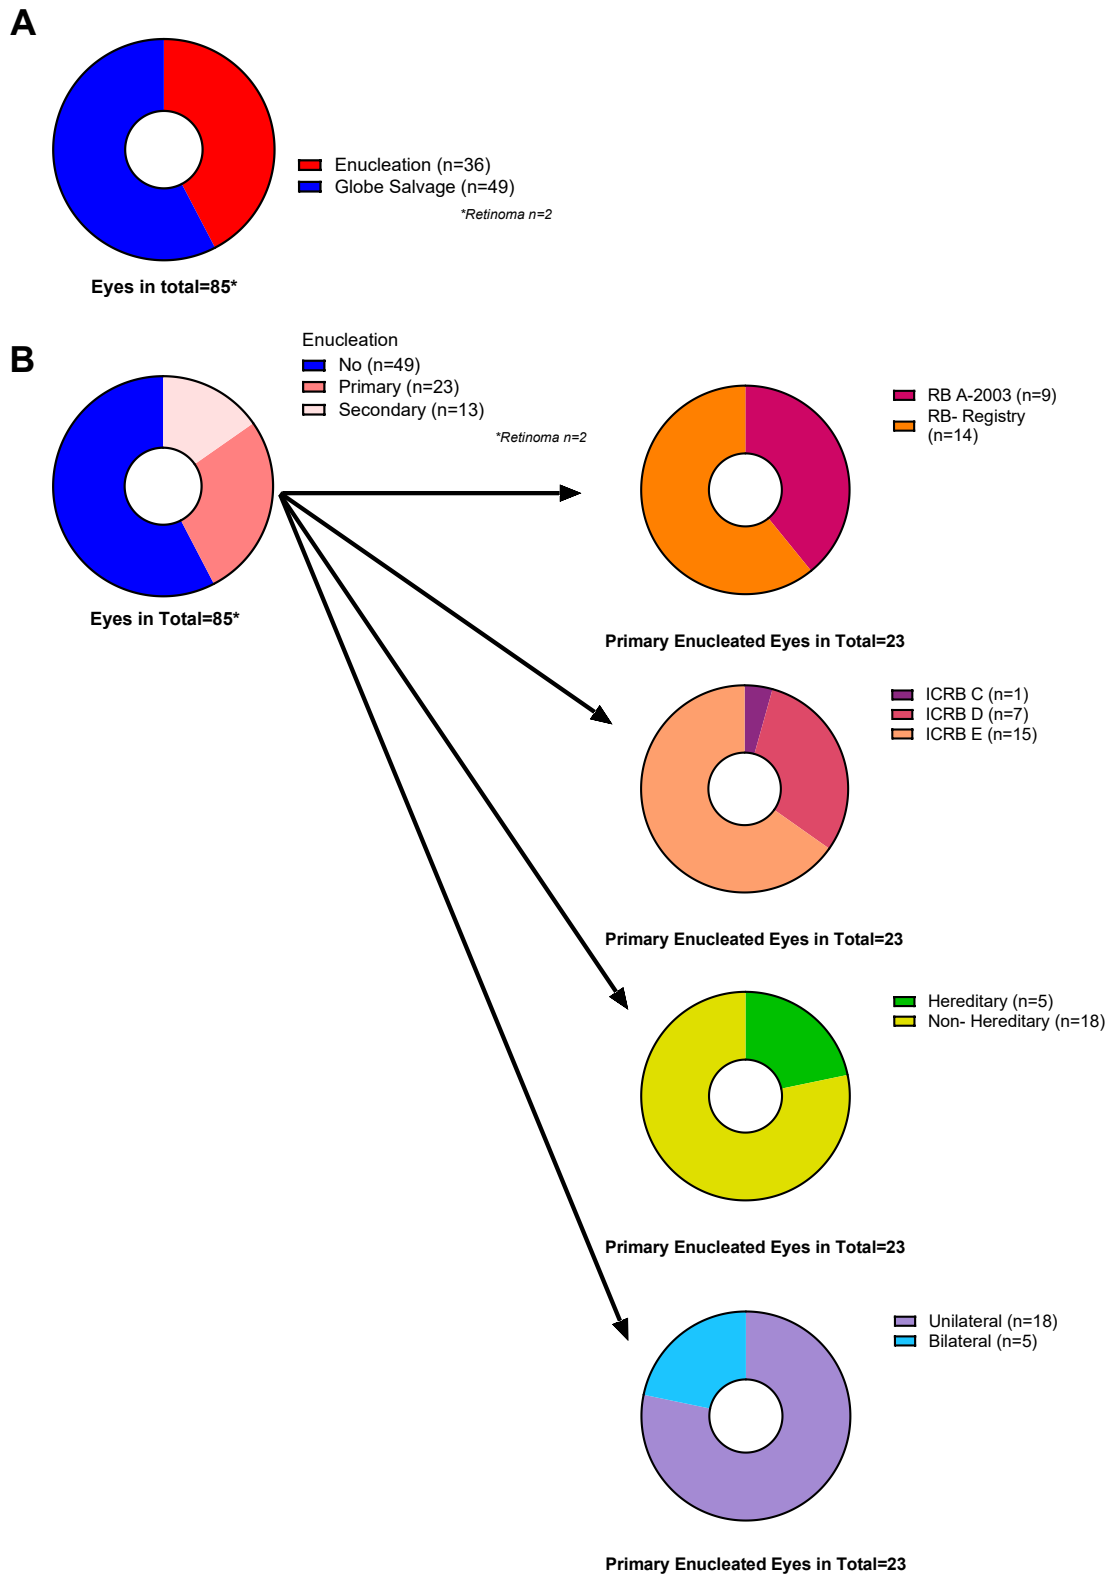 A
Enucleation (n=36)
Globe Salvage (n=49)
*Retinoma n=2
Eyes in total=85*
B
Enucleation
No (n=49)
Primary (n=23)
Secondary (n=13)
*Retinoma n=2
Eyes in Total=85*
RB A-2003 (n=9)
RB- Registry
(n=14)
Primary Enucleated Eyes in Total=23
ICRB C (n=1)
ICRB D (n=7)
ICRB E (n=15)
Primary Enucleated Eyes in Total=23
Hereditary (n=5)
Non- Hereditary (n=18)
Primary Enucleated Eyes in Total=23
Unilateral (n=18)
Bilateral (n=5)
Primary Enucleated Eyes in Total=23